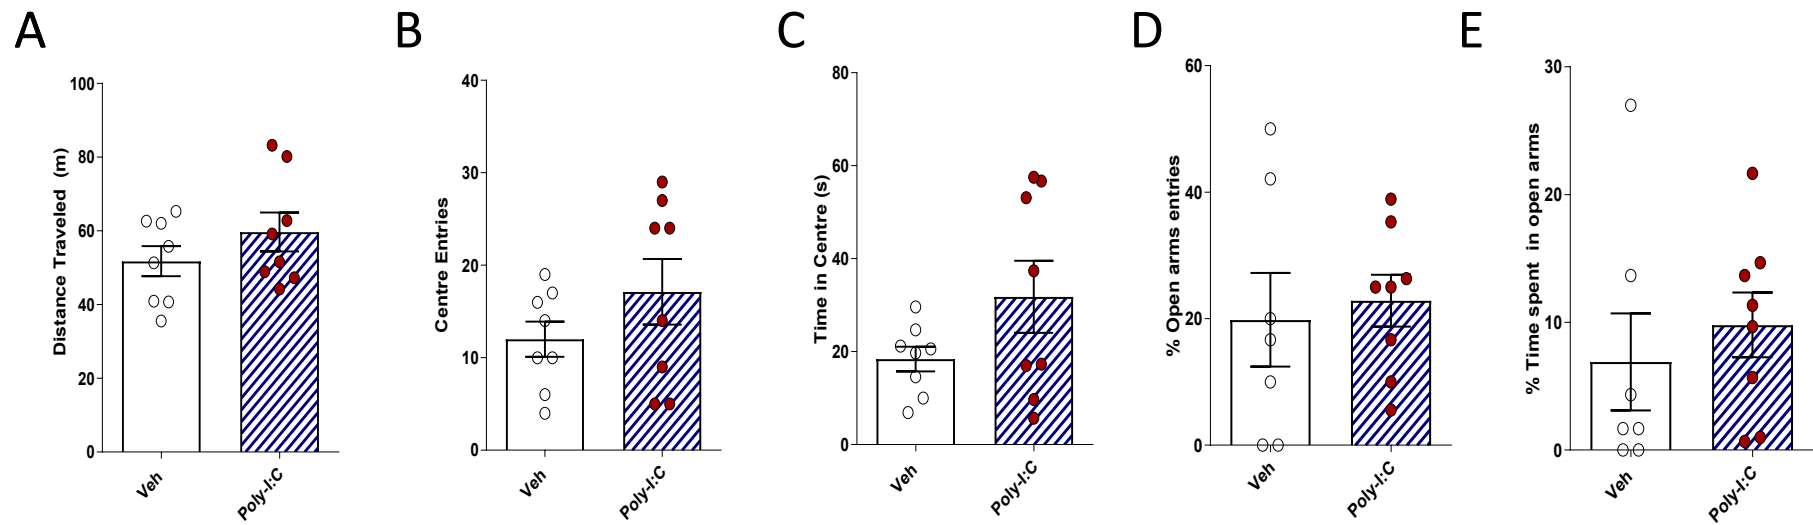 A
B
C
D
E
Distance Traveled (m)
100
80
60
40
20
0
Veh
Poly-I:C
Centre Entries
40
30
20
10
0
Veh
Poly-I:C
Time in Centre (s)
80
60
40
20
0
Veh
Poly-I:C
% Open arms entries
60
40
20
0
Veh
Poly-I:C
% Time spent in open arms
30
20
10
0
Veh
Poly-I:C